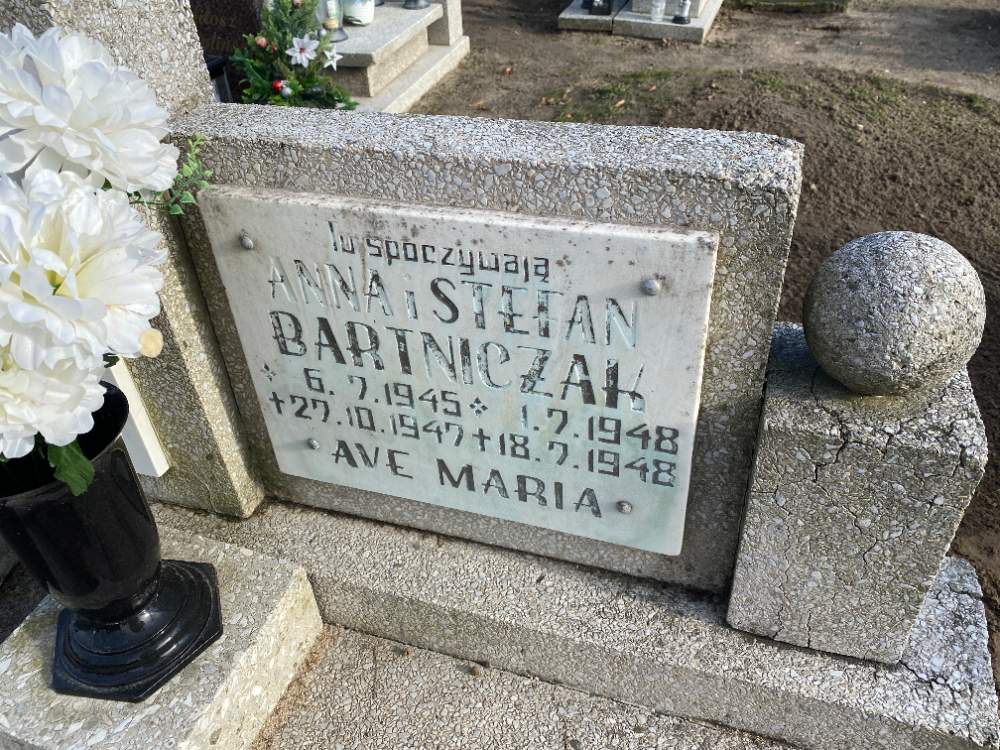 Tu spoczywają
ANNA i STEFAN
BARTNICZAK
6.7.1945 1.7.1948
+27.10.1947+18.7.1948
AVE MARIA